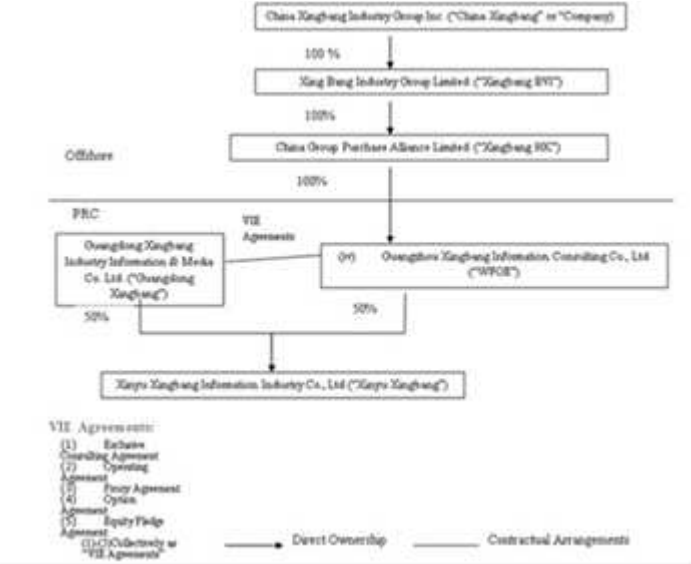 China Xingbang Industry Group Inc. ("China Xingbang" or "Company)
100 %
Xing Bang Industry Group Limited ("Xingbang BVI")
100%
China Group Purchase Alliance Limited ("Xingbang HK")
Offshore
100%
PRC
VIE
Agreements
Guangdong Xingbang
Industry Information & Media
Co. Ltd. ("Guangdong
Xingbang")
Guangzhou Xingbang Information Consulting Co., Ltd
("WFOE")
50%
50%
Xinyu Xingbang Information Industry Co., Ltd ("Xinyu Xingbang")
VIE Agreements:
(1) Exclusive
Consulting Agreement
(2) Operating
Agreement
(3) Proxy Agreement
(4) Option
Agreement
(5) Equity Pledge
Agreement
Collectively as
"VIE Agreements"
Direct Ownership
Contractual Arrangements